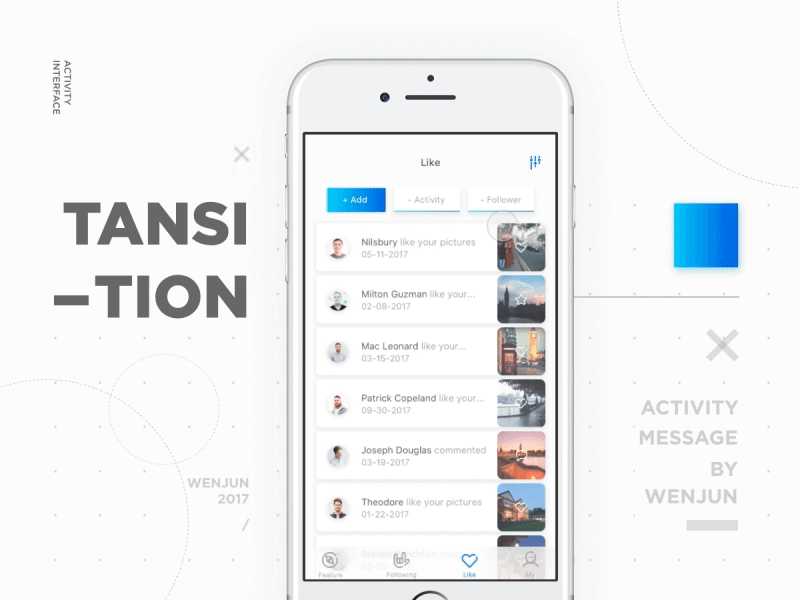 ACTIVITY
INTERFACE
TANSI
–TION
WENJUN
2017
/
Like
+ Add
- Activity
- Follower
Nilsbury like your pictures
05-11-2017
Milton Guzman like your...
02-08-2017
Mac Leonard like your...
03-15-2017
Patrick Copeland like your...
09-30-2017
Joseph Douglas commented
03-19-2017
Theodore like your pictures
01-22-2017
Feature
Following
Like
My
ACTIVITY
MESSAGE
BY
WENJUN